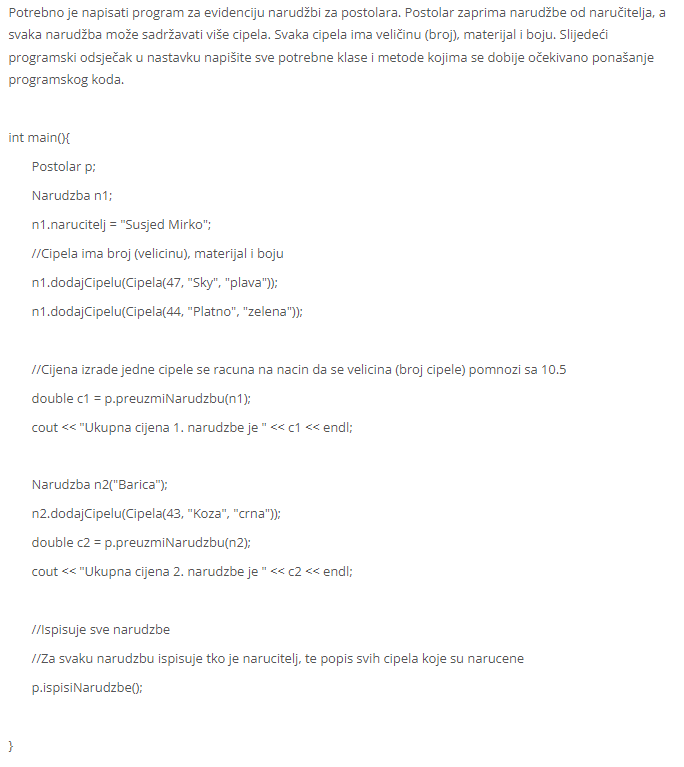 Potrebno je napisati program za evidenciju narudžbi za postolara. Postolar zaprima narudžbe od naručitelja, a
svaka narudžba može sadržavati više cipela. Svaka cipela ima veličinu (broj), materijal i boju. Slijedeći
programski odsječak u nastavku napišite sve potrebne klase i metode kojima se dobije očekivano ponašanje
programskog koda.
int main(){
Postolar p;
Narudzba n1;
n1.narucitelj = "Susjed Mirko";
//Cipela ima broj (velicinu), materijal i boju
n1.dodajCipelu(Cipela(47, "Sky", "plava"));
n1.dodajCipelu(Cipela(44, "Platno", "zelena"));
//Cijena izrade jedne cipele se racuna na nacin da se velicina (broj cipele) pomnozi sa 10.5
double c1 = p.preuzmiNarudzbu(n1);
cout << "Ukupna cijena 1. narudzbe je " << c1 << endl;
Narudzba n2("Barica");
n2.dodajCipelu(Cipela(43, "Koza", "crna"));
double c2 = p.preuzmiNarudzbu(n2);
cout << "Ukupna cijena 2. narudzbe je " << c2 << endl;
//Ispisuje sve narudzbe
//Za svaku narudzbu ispisuje tko je narucitelj, te popis svih cipela koje su narucene
p.ispisiNarudzbe();
}